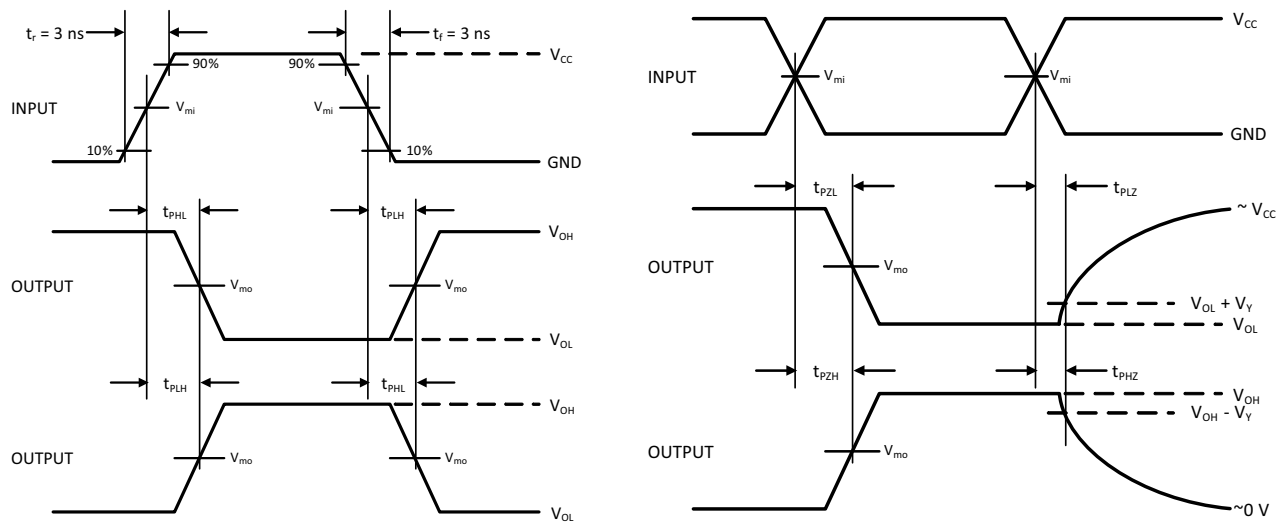 t_r = 3 ns
t_f = 3 ns
V_CC
90%
90%
INPUT
V_mi
V_mi
10%
10%
GND
t_PHL
t_PLH
V_OH
OUTPUT
V_mo
V_mo
V_OL
t_PLH
t_PHL
V_OH
OUTPUT
V_mo
V_mo
V_OL
V_CC
INPUT
V_mi
V_mi
GND
t_PZL
t_PLZ
~ V_CC
OUTPUT
V_mo
V_OL + V_Y
V_OL
t_PZH
t_PHZ
V_OH
V_OH - V_Y
OUTPUT
V_mo
~0 V